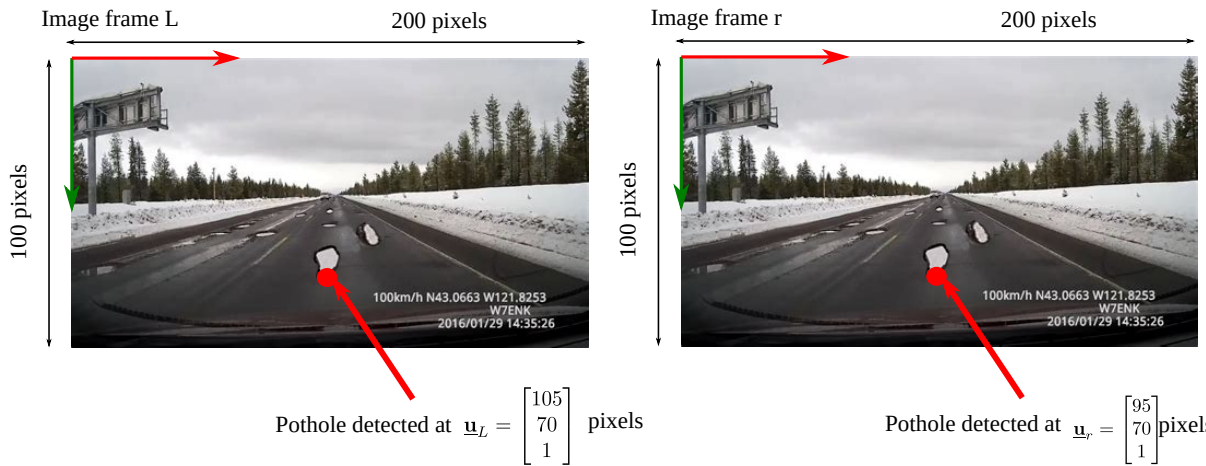 Image frame L
200 pixels
Image frame r
200 pixels
100 pixels
100 pixels
100km/h N43.0663 W121.8253
W7ENK
2016/01/29 14:35:26
100km/h N43.0663 W121.8253
W7ENK
2016/01/29 14:35:26
Pothole detected at u_L = [105 70 1] pixels
Pothole detected at u_r = [95 70 1] pixels